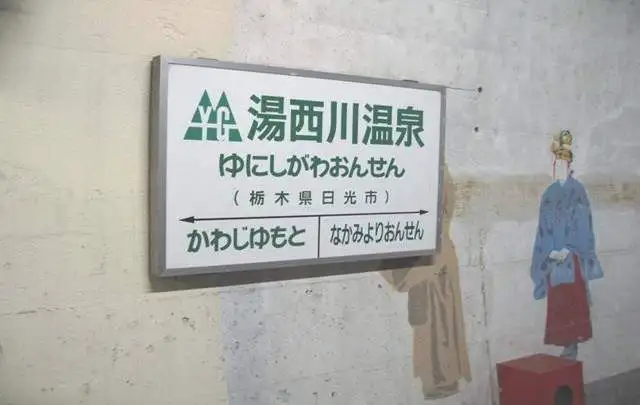 YG 湯西川温泉
ゆにしがわおんせん
(栃木県日光市)
かわじゆもと なかみよりおんせん